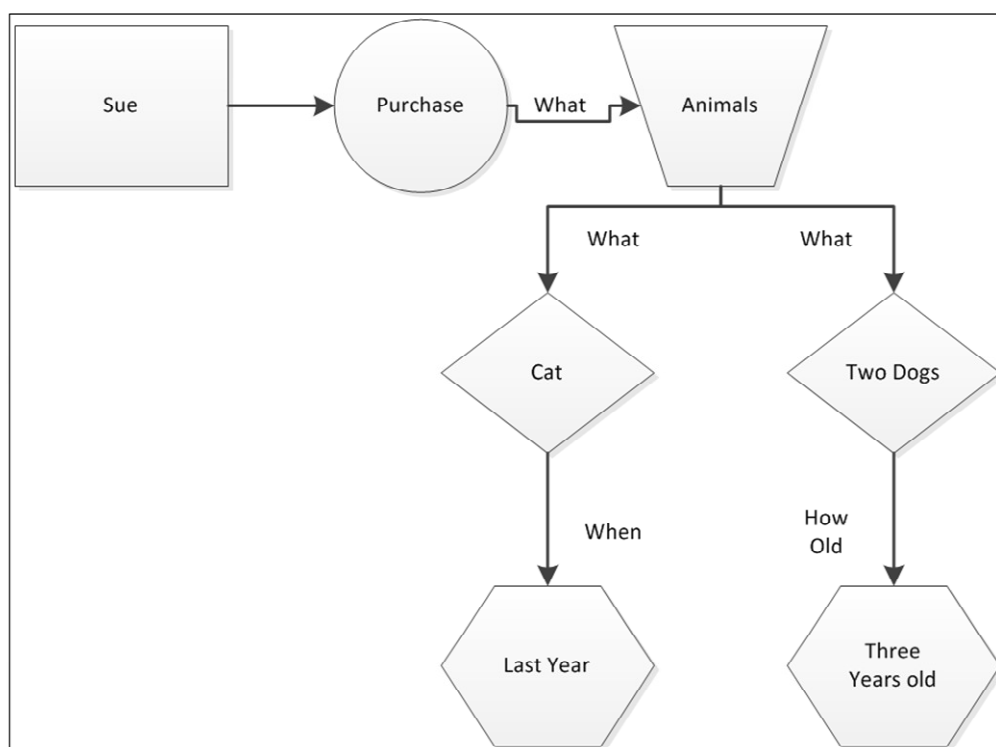 Sue
Purchase
What
Animals
What
What
Cat
Two Dogs
When
How
Old
Last Year
Three
Years old